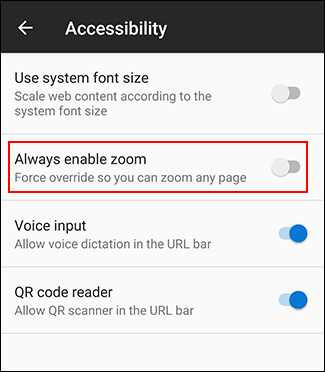 Accessibility
Use system font size
Scale web content according to the
system font size
Always enable zoom
Force override so you can zoom any page
Voice input
Allow voice dictation in the URL bar
QR code reader
Allow QR scanner in the URL bar